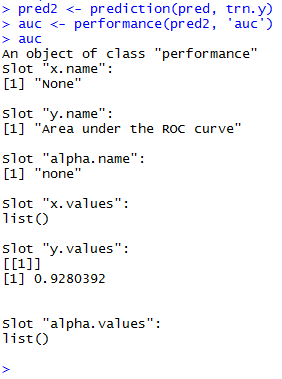 > pred2 <- prediction(pred, trn.y)
> auc <- performance(pred2, 'auc')
> auc
An object of class "performance"
Slot "x.name":
[1] "None"
Slot "y.name":
[1] "Area under the ROC curve"
Slot "alpha.name":
[1] "none"
Slot "x.values":
list()
Slot "y.values":
[[1]]
[1] 0.9280392
Slot "alpha.values":
list()
>